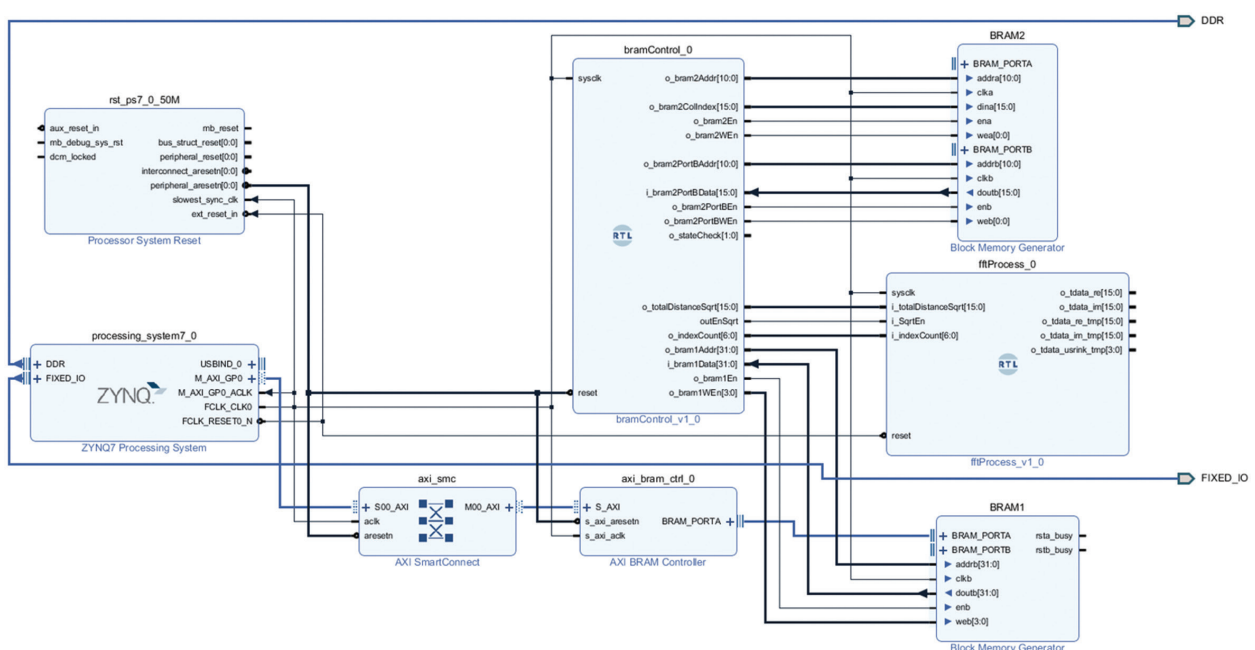 DDR
BRAM2
bramControl_0
BRAM_PORTA
sysclk
o_bram2Addr[10:0]
addra[10:0]
clka
rst_ps7_0_50M
o_bram2ColIndex[15:0]
dina[15:0]
o_bram2En
ena
aux_reset_in
mb_reset
o_bram2WEn
wea[0:0]
mb_debug_sys_rst
bus_struct_reset[0:0]
BRAM_PORTB
dcm_locked
peripheral_reset[0:0]
o_bram2PortBAddr[10:0]
addrb[10:0]
interconnect_aresetn[0:0]
clkb
peripheral_aresetn[0:0]
i_bram2PortBData[15:0]
doutb[15:0]
slowest_sync_clk
o_bram2PortBEn
enb
ext_reset_in
o_bram2PortBWEn
web[0:0]
o_stateCheck[1:0]
RTL
Processor System Reset
Block Memory Generator
fftProcess_0
sysclk
o_tdata_re[15:0]
o_totalDistanceSqrt[15:0]
i_totalDistanceSqrt[15:0]
o_tdata_im[15:0]
outEnSqrt
i_SqrtEn
o_tdata_re_tmp[15:0]
processing_system7_0
o_indexCount[6:0]
i_indexCount[6:0]
o_tdata_im_tmp[15:0]
o_bram1Addr[31:0]
o_tdata_usrink_tmp[3:0]
DDR
USBIND_0
i_bram1Data[31:0]
RTL
FIXED_IO
M_AXI_GP0
o_bram1En
ZYNQ
M_AXI_GP0_ACLK
reset
o_bram1WEn[3:0]
FCLK_CLK0
FCLK_RESET0_N
bramControl_v1_0
reset
ZYNQ7 Processing System
fftProcess_v1_0
FIXED_IO
axi_smc
axi_bram_ctrl_0
S00_AXI
M00_AXI
S_AXI
BRAM1
aclk
s_axi_aresetn
BRAM_PORTA
aresetn
s_axi_aclk
BRAM_PORTA
rsta_busy
BRAM_PORTB
rstb_busy
AXI SmartConnect
AXI BRAM Controller
addrb[31:0]
clkb
doutb[31:0]
enb
web[3:0]
Block Memory Generator